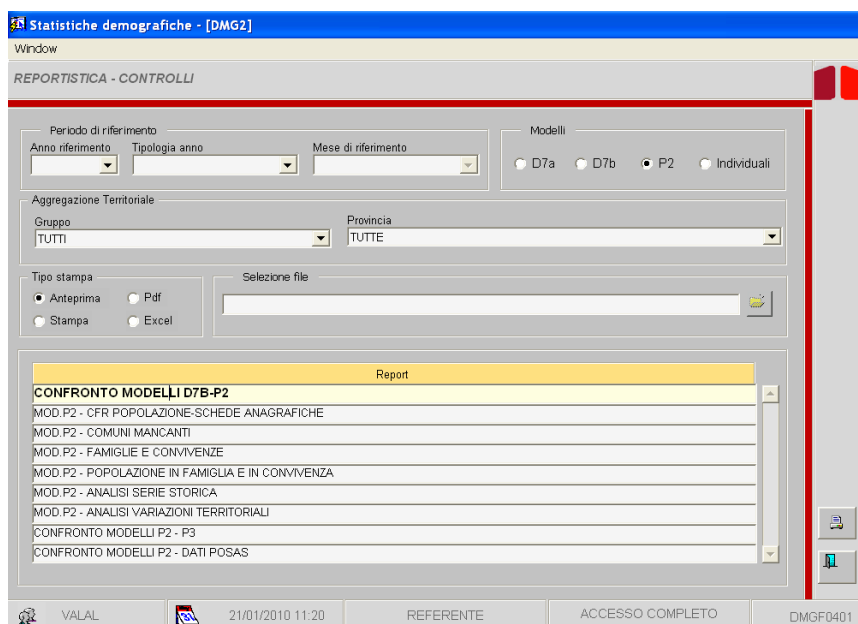 Statistiche demografiche - [DMG2]
Window
REPORTISTICA - CONTROLLI
Periodo di riferimento
Modelli
Anno riferimento Tipologia anno Mese di riferimento
D7a D7b P2 Individuali
Aggregazione Territoriale
Gruppo Provincia
TUTTI TUTTE
Tipo stampa Selezione file
Anteprima Pdf
Stampa Excel
Report
CONFRONTO MODELLI D7B-P2
MOD.P2 - CFR POPOLAZIONE-SCHEDE ANAGRAFICHE
MOD.P2 - COMUNI MANCANTI
MOD.P2 - FAMIGLIE E CONVIVENZE
MOD.P2 - POPOLAZIONE IN FAMIGLIA E IN CONVIVENZA
MOD.P2 - ANALISI SERIE STORICA
MOD.P2 - ANALISI VARIAZIONI TERRITORIALI
CONFRONTO MODELLI P2 - P3
CONFRONTO MODELLI P2 - DATI POSAS
VALAL 21/01/2010 11:20 REFERENTE ACCESSO COMPLETO DMGF0401